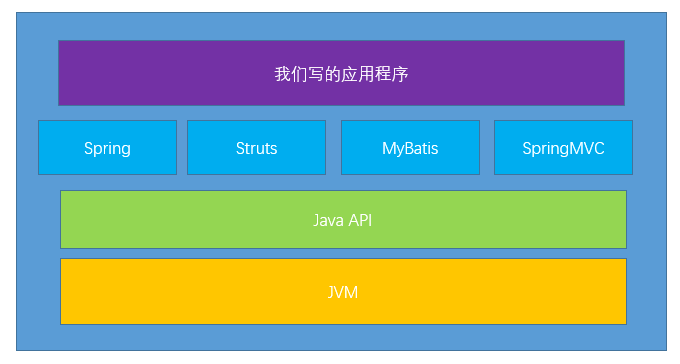 我们写的应用程序
Spring
Struts
MyBatis
SpringMVC
Java API
JVM